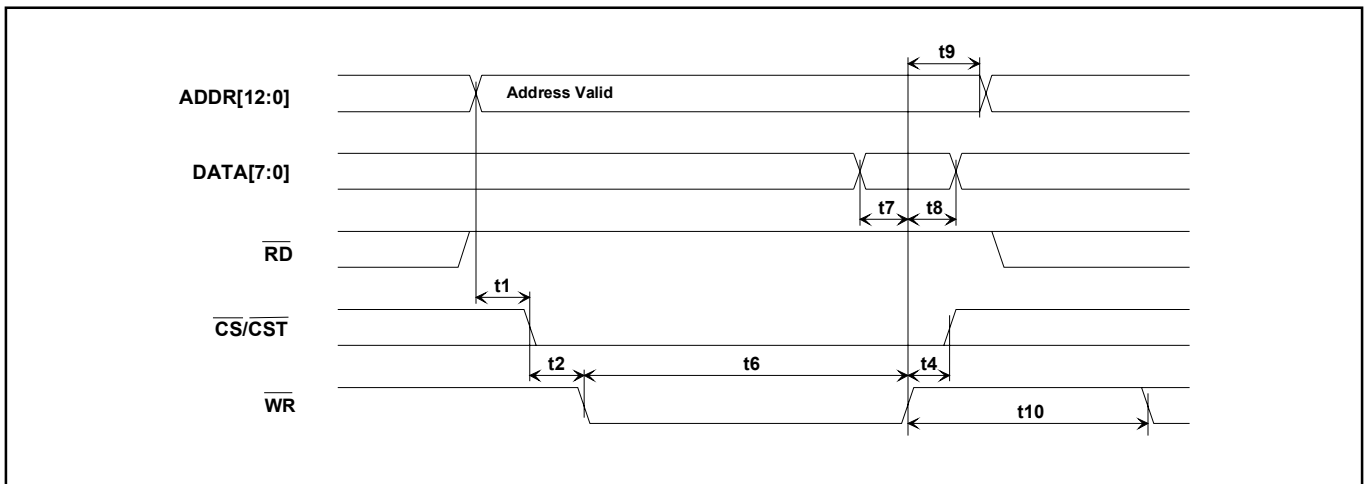 t9
ADDR[12:0]
Address Valid
DATA[7:0]
t7
t8
RD
t1
CS/CST
t2
t6
t4
WR
t10